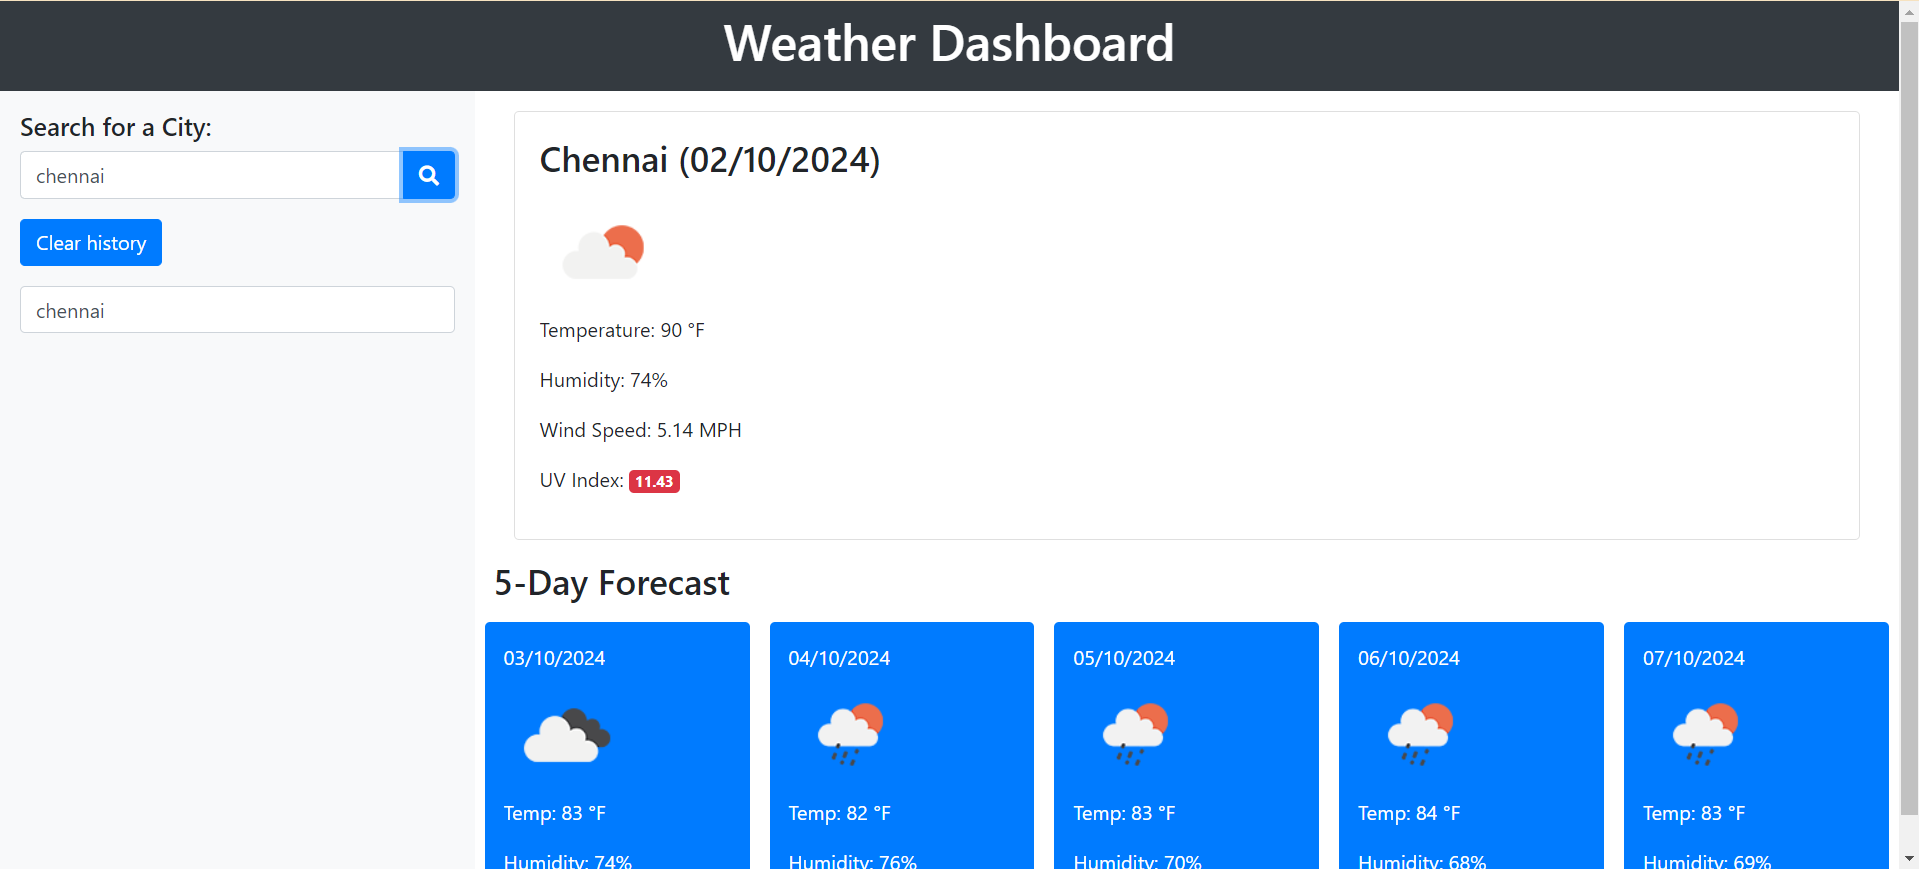 Weather Dashboard
Search for a City:
chennai
Clear history
chennai
Chennai (02/10/2024)
Temperature: 90 °F
Humidity: 74%
Wind Speed: 5.14 MPH
UV Index: 11.43
5-Day Forecast
03/10/2024
Temp: 83 °F
Humidity: 74%
04/10/2024
Temp: 82 °F
Humidity: 76%
05/10/2024
Temp: 83 °F
Humidity: 70%
06/10/2024
Temp: 84 °F
Humidity: 68%
07/10/2024
Temp: 83 °F
Humidity: 69%